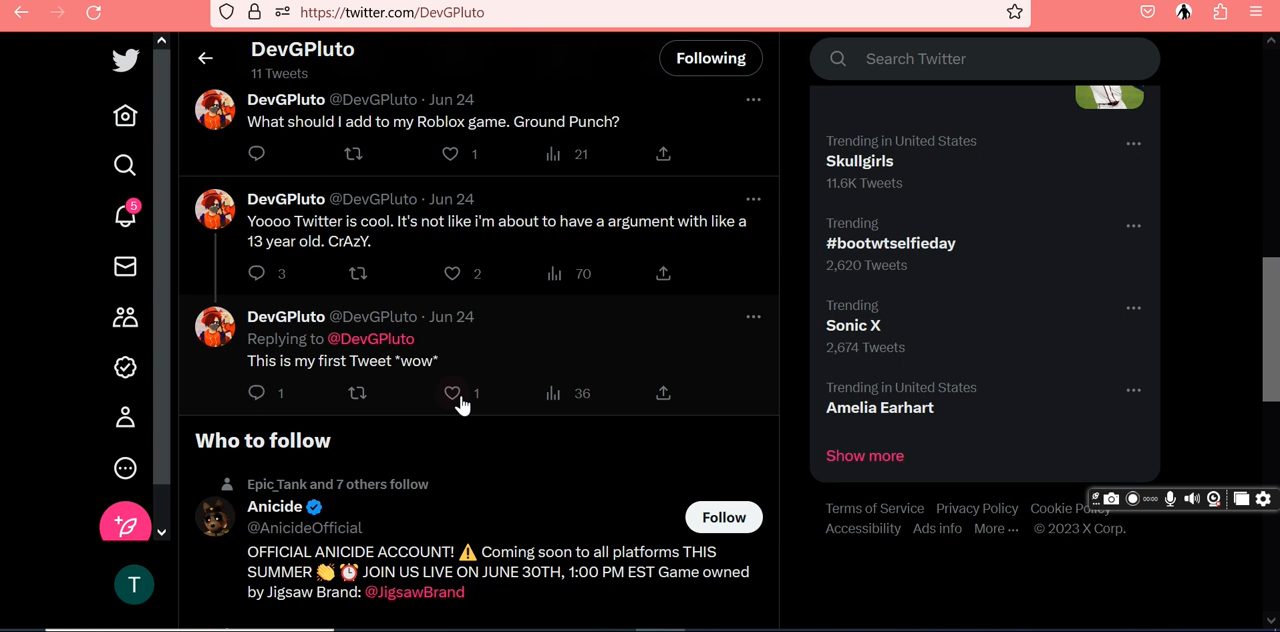 https://twitter.com/DevGPluto
DevGPluto
11 Tweets
Following
Search Twitter
DevGPluto @DevGPluto · Jun 24
What should I add to my Roblox game. Ground Punch?
1 21
DevGPluto @DevGPluto · Jun 24
Yoooo Twitter is cool. It's not like i'm about to have a argument with like a
13 year old. CrAzY.
3 2 70
DevGPluto @DevGPluto · Jun 24
Replying to @DevGPluto
This is my first Tweet *wow*
1 1 36
Who to follow
Epic_Tank and 7 others follow
Anicide
@AnicideOfficial
Follow
OFFICIAL ANICIDE ACCOUNT! ⚠️ Coming soon to all platforms THIS
SUMMER 👏 ⏰ JOIN US LIVE ON JUNE 30TH, 1:00 PM EST Game owned
by Jigsaw Brand: @JigsawBrand
5
T
Trending in United States
Skullgirls
11.6K Tweets
Trending
#bootwtselfieday
2,620 Tweets
Trending
Sonic X
2,674 Tweets
Trending in United States
Amelia Earhart
Show more
00:00
Terms of Service Privacy Policy Cookie Policy
Accessibility Ads info More ··· © 2023 X Corp.